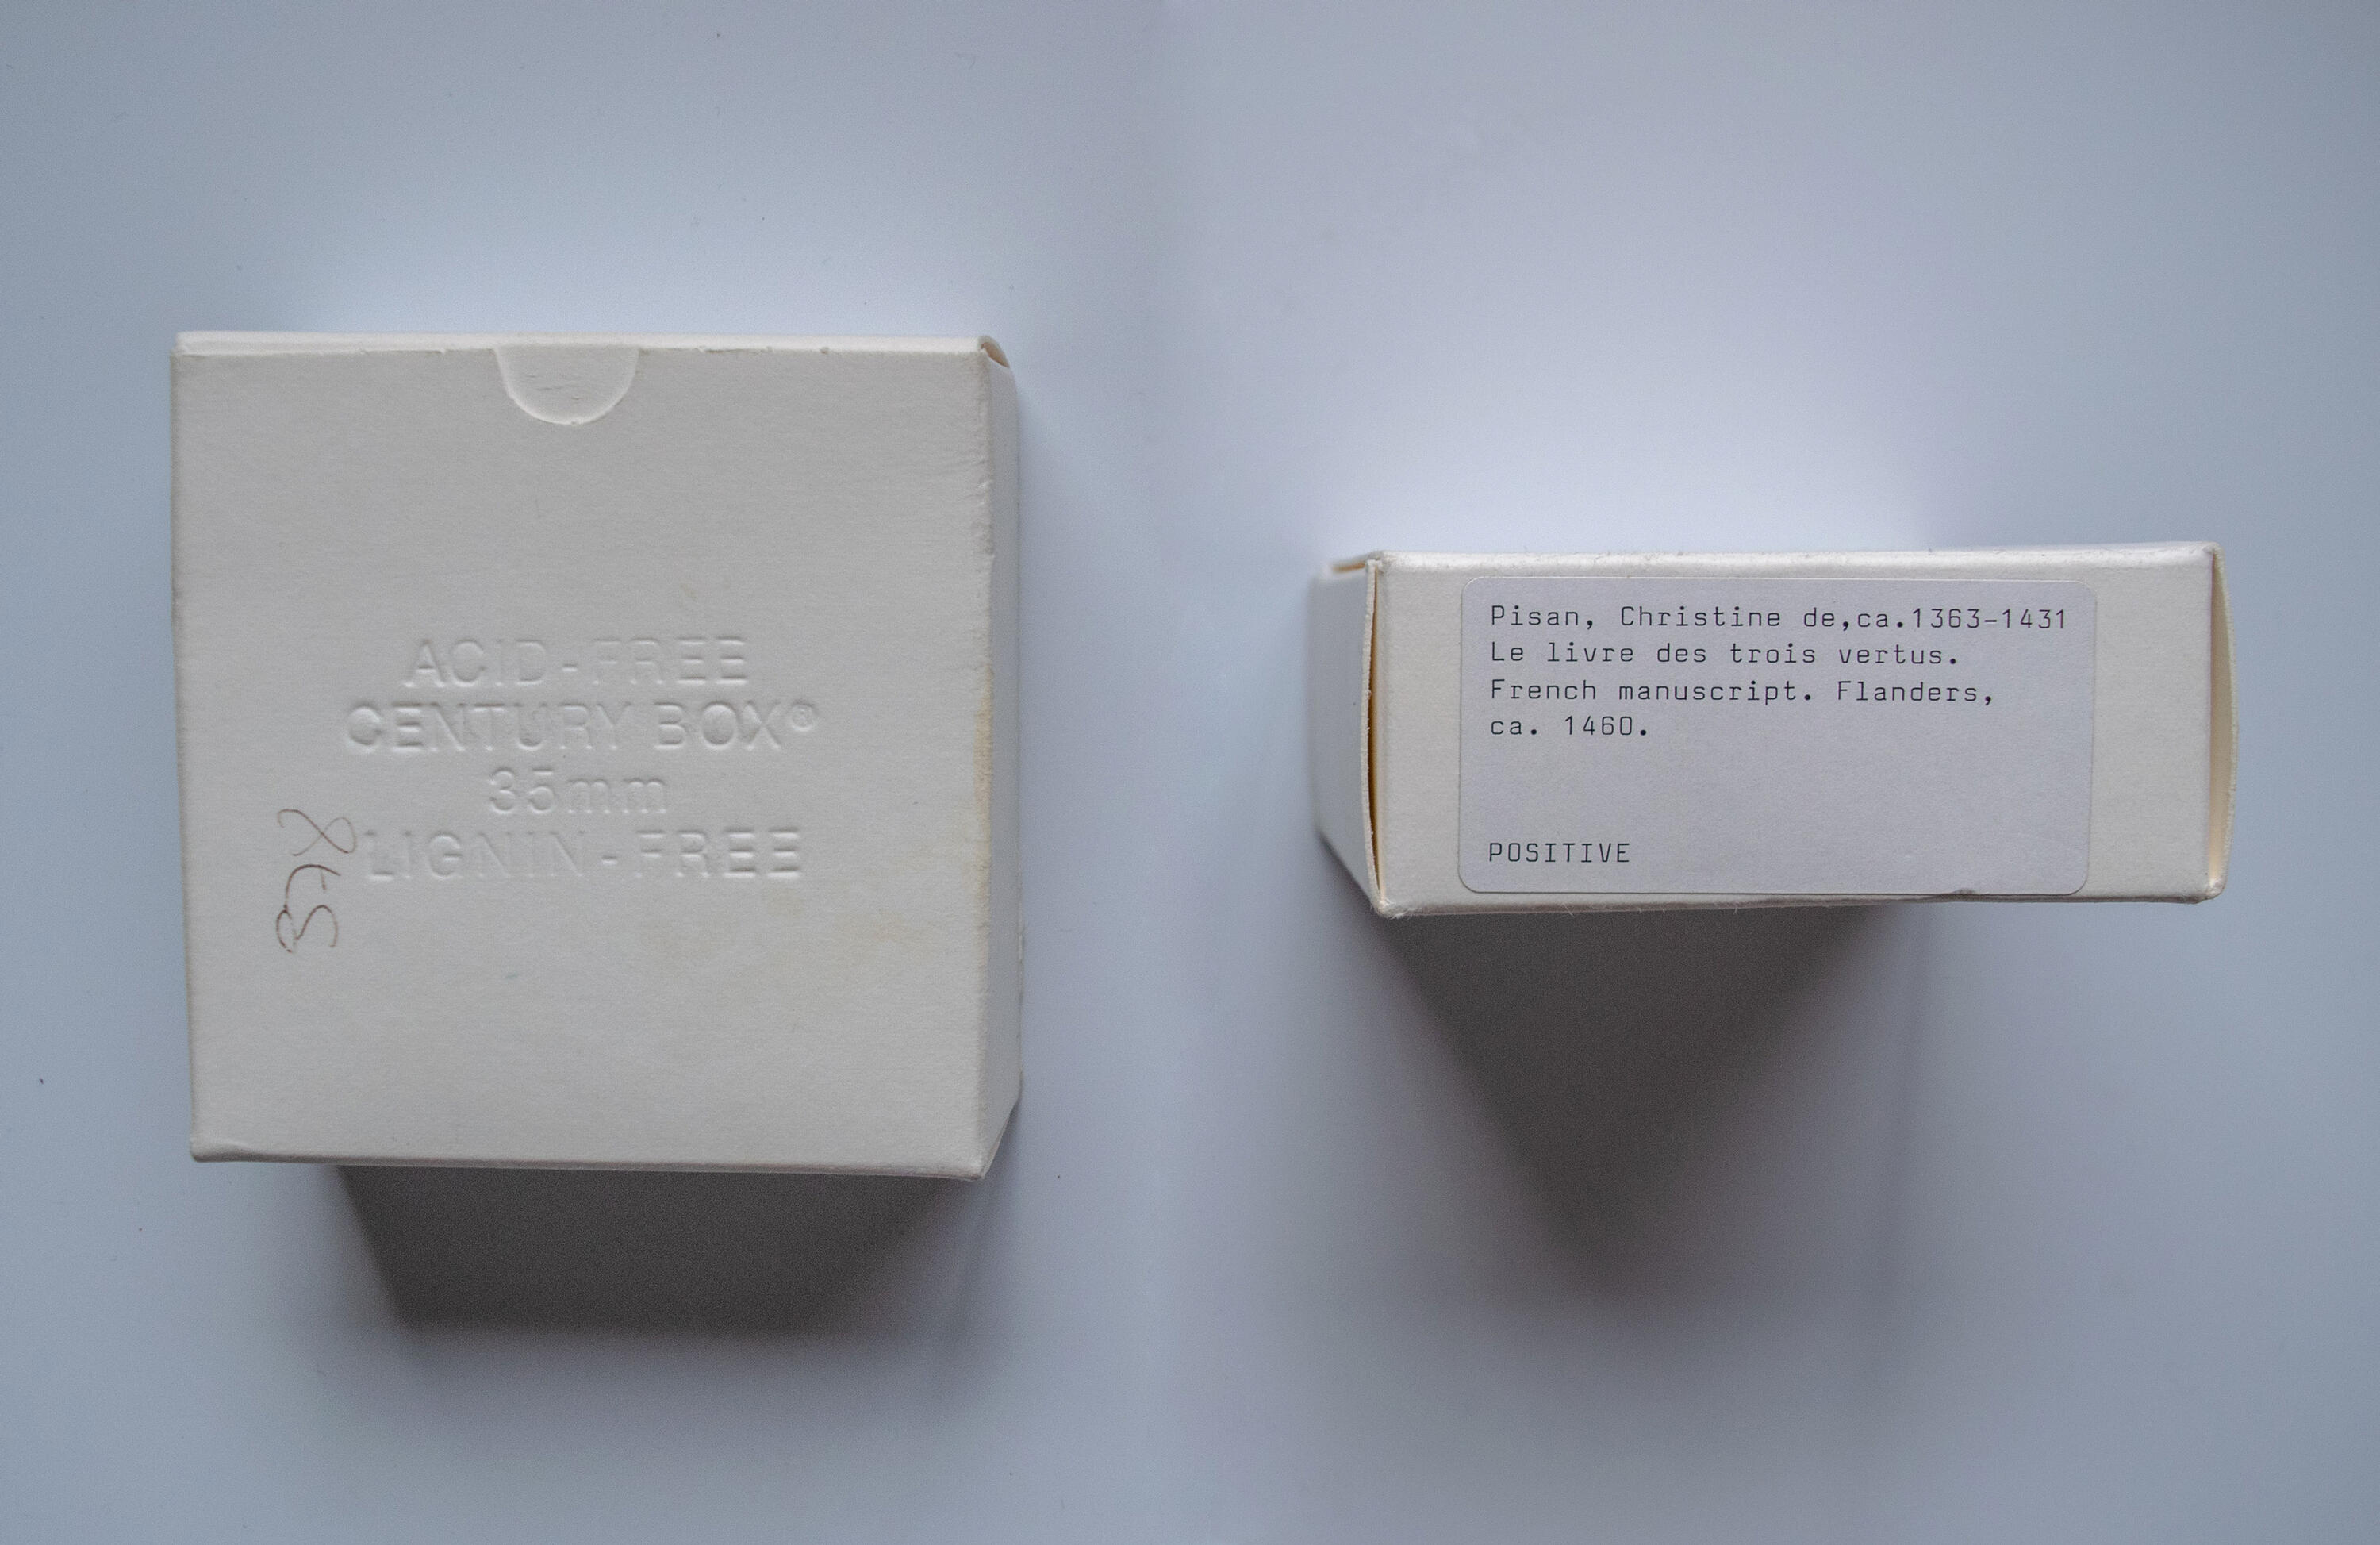 ACID-FREE
CENTURY BOX®
35mm
LIGNIN-FREE
378
Pisan, Christine de,ca.1363-1431
Le livre des trois vertus.
French manuscript. Flanders,
ca. 1460.
POSITIVE